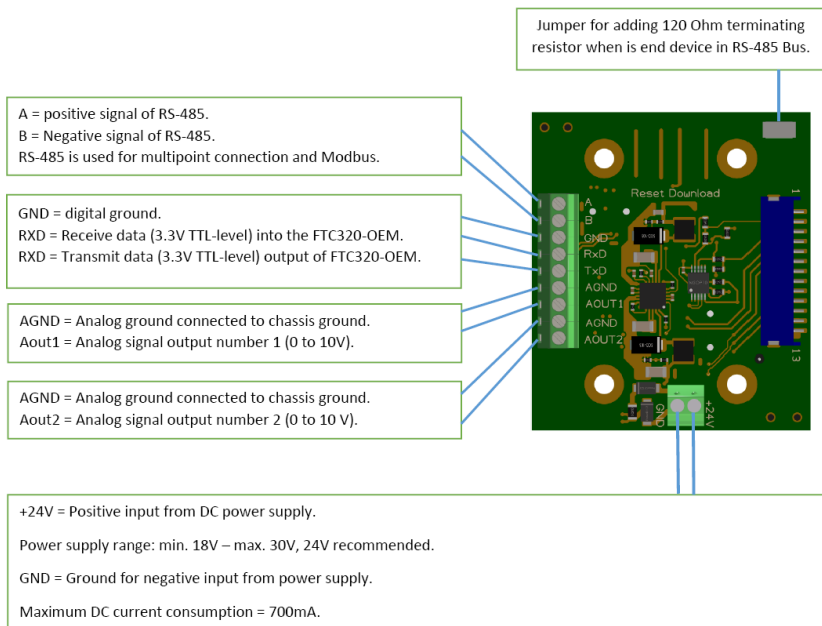 Jumper for adding 120 Ohm terminating
resistor when is end device in RS-485 Bus.
A = positive signal of RS-485.
B = Negative signal of RS-485.
RS-485 is used for multipoint connection and Modbus.
GND = digital ground.
RXD = Receive data (3.3V TTL-level) into the FTC320-OEM.
RXD = Transmit data (3.3V TTL-level) output of FTC320-OEM.
AGND = Analog ground connected to chassis ground.
Aout1 = Analog signal output number 1 (0 to 10V).
AGND = Analog ground connected to chassis ground.
Aout2 = Analog signal output number 2 (0 to 10 V).
Reset Download
1
A
B
GND
RxD
TxD
AGND
AOUT1
AGND
AOUT2
13
GND
+24V
+24V = Positive input from DC power supply.
Power supply range: min. 18V – max. 30V, 24V recommended.
GND = Ground for negative input from power supply.
Maximum DC current consumption = 700mA.